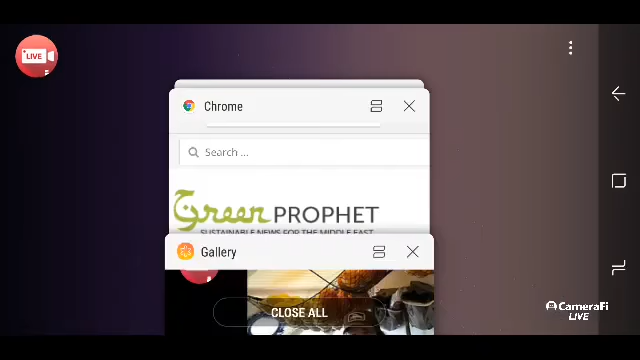 LIVE
Chrome
Search ...
Green PROPHET
SUSTAINABLE NEWS FOR THE MIDDLE EAST
Gallery
CLOSE ALL
CameraFi
LIVE